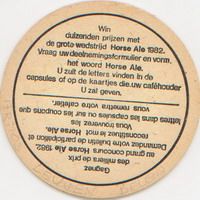 Win
duizenden prijzen met
de grote wedstrijd Horse Ale 1982.
Vraag uw deelnemingsformulier en vorm
het woord Horse Ale.
U zult de letters vinden in de
capsules of op de kaartjes die uw caféhouder
U zal geven.
Gagnez
des milliers de prix
au grand concours Horse Ale 1982.
Demandez votre bulletin de participation et
reconstituez le mot Horse Ale.
Vous trouverez les
lettres dans les capsules ou sur les coupons que
vous remettra votre cafetier.